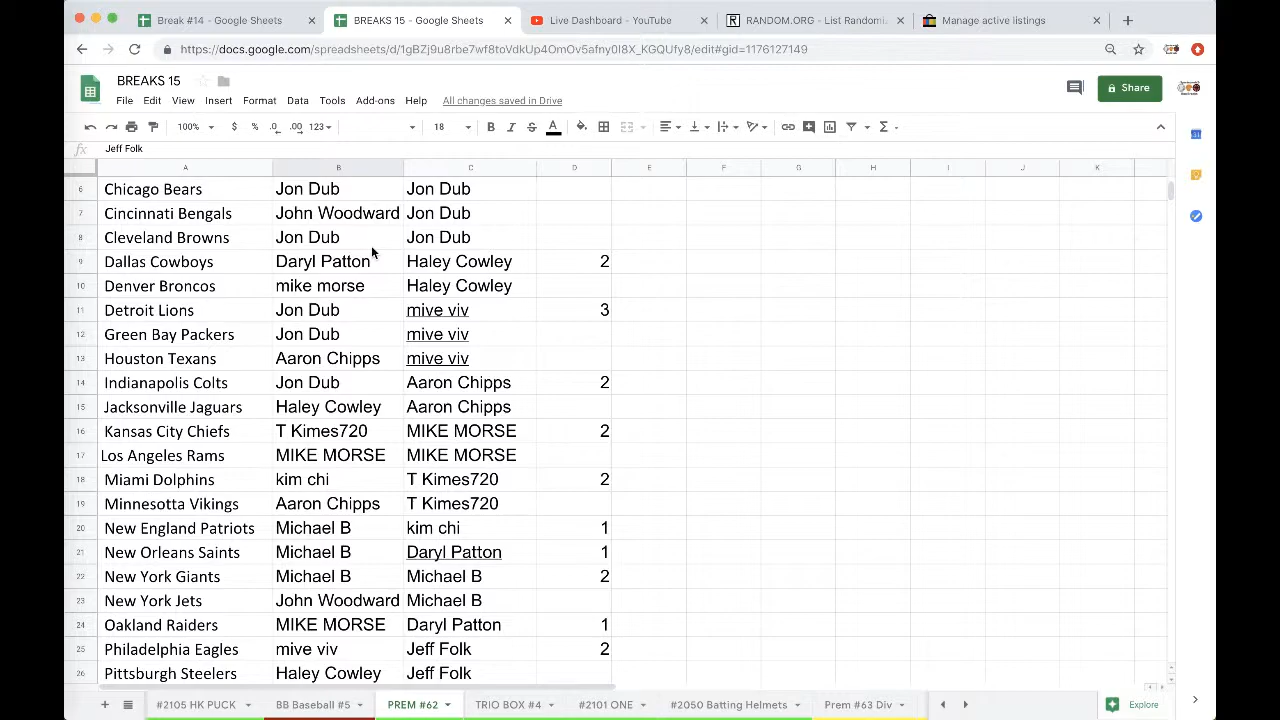 Break #14 - Google Sheets
BREAKS 15 - Google Sheets
Live Dashboard - YouTube
RANDOM.ORG - List Randomi
Manage active listings
https://docs.google.com/spreadsheets/d/1gBZj9u8rbe7wf8toVdkUp4OmOv5afny0I8X_KGQUfy8/edit#gid=1176127149
BREAKS 15
File Edit View Insert Format Data Tools Add-ons Help All changes saved in Drive
Share
100% $ % .0 .00 123 18 B I S A
fx Jeff Folk
A B C D E F G H I J K
6 Chicago Bears Jon Dub Jon Dub
7 Cincinnati Bengals John Woodward Jon Dub
8 Cleveland Browns Jon Dub Jon Dub
9 Dallas Cowboys Daryl Patton Haley Cowley 2
10 Denver Broncos mike morse Haley Cowley
11 Detroit Lions Jon Dub mive viv 3
12 Green Bay Packers Jon Dub mive viv
13 Houston Texans Aaron Chipps mive viv
14 Indianapolis Colts Jon Dub Aaron Chipps 2
15 Jacksonville Jaguars Haley Cowley Aaron Chipps
16 Kansas City Chiefs T Kimes720 MIKE MORSE 2
17 Los Angeles Rams MIKE MORSE MIKE MORSE
18 Miami Dolphins kim chi T Kimes720 2
19 Minnesotta Vikings Aaron Chipps T Kimes720
20 New England Patriots Michael B kim chi 1
21 New Orleans Saints Michael B Daryl Patton 1
22 New York Giants Michael B Michael B 2
23 New York Jets John Woodward Michael B
24 Oakland Raiders MIKE MORSE Daryl Patton 1
25 Philadelphia Eagles mive viv Jeff Folk 2
26 Pittsburgh Steelers Haley Cowley Jeff Folk
#2105 HK PUCK BB Baseball #5 PREM #62 TRIO BOX #4 #2101 ONE #2050 Batting Helmets Prem #63 Div Explore